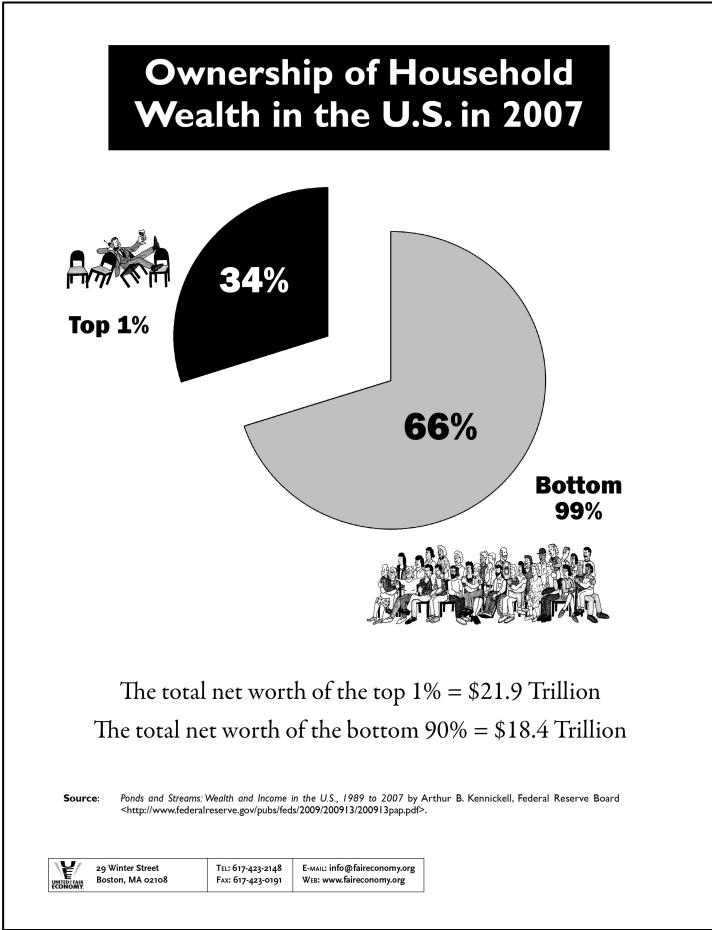 Ownership of Household
Wealth in the U.S. in 2007
34%
Top 1%
66%
Bottom
99%
The total net worth of the top 1% = $21.9 Trillion
The total net worth of the bottom 90% = $18.4 Trillion
Source: Ponds and Streams: Wealth and Income in the U.S., 1989 to 2007 by Arthur B. Kennickell, Federal Reserve Board
<http://www.federalreserve.gov/pubs/feds/2009/200913/200913pap.pdf>.
UNITED FOR A FAIR
ECONOMY
29 Winter Street
Boston, MA 02108
TEL: 617-423-2148
FAX: 617-423-0191
E-MAIL: info@faireconomy.org
WEB: www.faireconomy.org